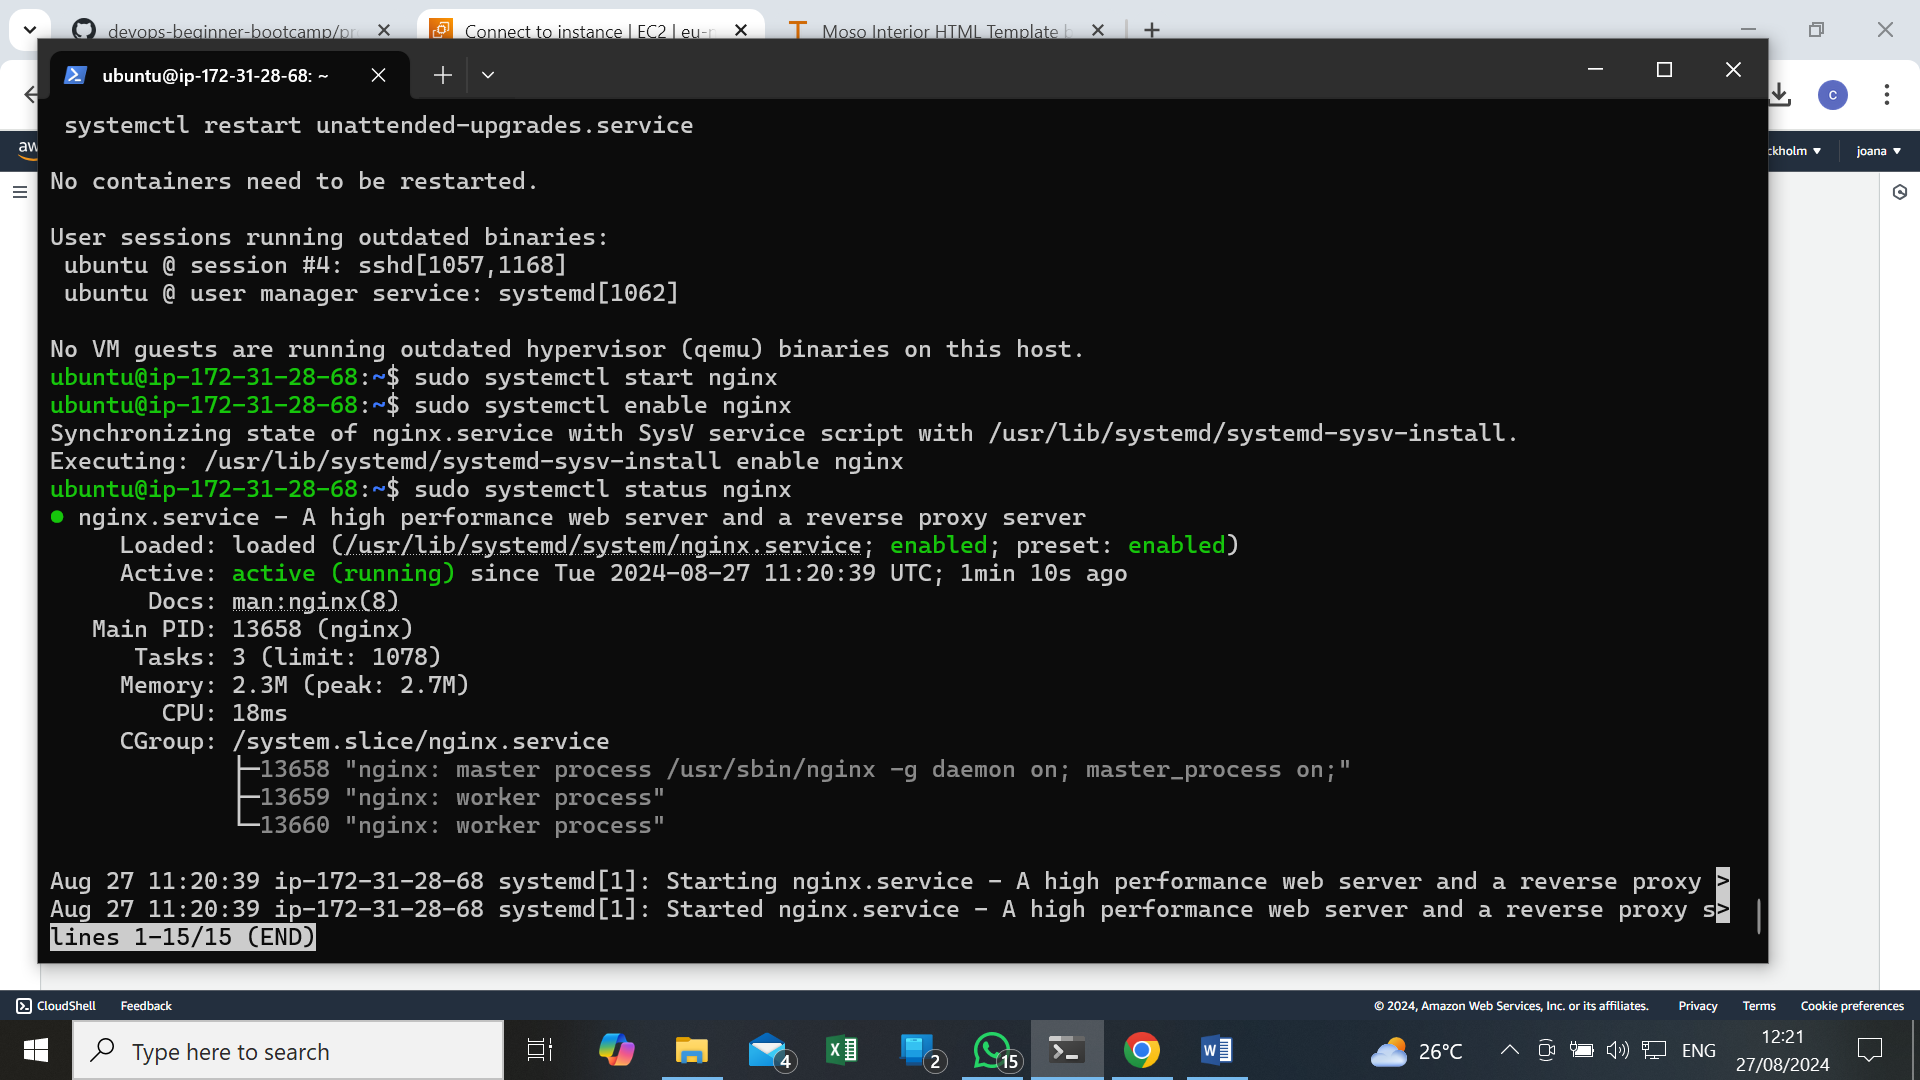 devops-beginner-bootcamp/pr
Connect to instance | EC2 | eu-n
Moso Interior HTML Template b
ubuntu@ip-172-31-28-68: ~
C
aw
ckholm
joana
systemctl restart unattended-upgrades.service
No containers need to be restarted.
User sessions running outdated binaries:
ubuntu @ session #4: sshd[1057,1168]
ubuntu @ user manager service: systemd[1062]
No VM guests are running outdated hypervisor (qemu) binaries on this host.
ubuntu@ip-172-31-28-68:~$ sudo systemctl start nginx
ubuntu@ip-172-31-28-68:~$ sudo systemctl enable nginx
Synchronizing state of nginx.service with SysV service script with /usr/lib/systemd/systemd-sysv-install.
Executing: /usr/lib/systemd/systemd-sysv-install enable nginx
ubuntu@ip-172-31-28-68:~$ sudo systemctl status nginx
● nginx.service - A high performance web server and a reverse proxy server
Loaded: loaded (/usr/lib/systemd/system/nginx.service; enabled; preset: enabled)
Active: active (running) since Tue 2024-08-27 11:20:39 UTC; 1min 10s ago
Docs: man:nginx(8)
Main PID: 13658 (nginx)
Tasks: 3 (limit: 1078)
Memory: 2.3M (peak: 2.7M)
CPU: 18ms
CGroup: /system.slice/nginx.service
├─13658 "nginx: master process /usr/sbin/nginx -g daemon on; master_process on;"
├─13659 "nginx: worker process"
└─13660 "nginx: worker process"
Aug 27 11:20:39 ip-172-31-28-68 systemd[1]: Starting nginx.service - A high performance web server and a reverse proxy >
Aug 27 11:20:39 ip-172-31-28-68 systemd[1]: Started nginx.service - A high performance web server and a reverse proxy s>
lines 1-15/15 (END)
CloudShell Feedback © 2024, Amazon Web Services, Inc. or its affiliates. Privacy Terms Cookie preferences
Type here to search
4
2
15
26°C
ENG
12:21
27/08/2024